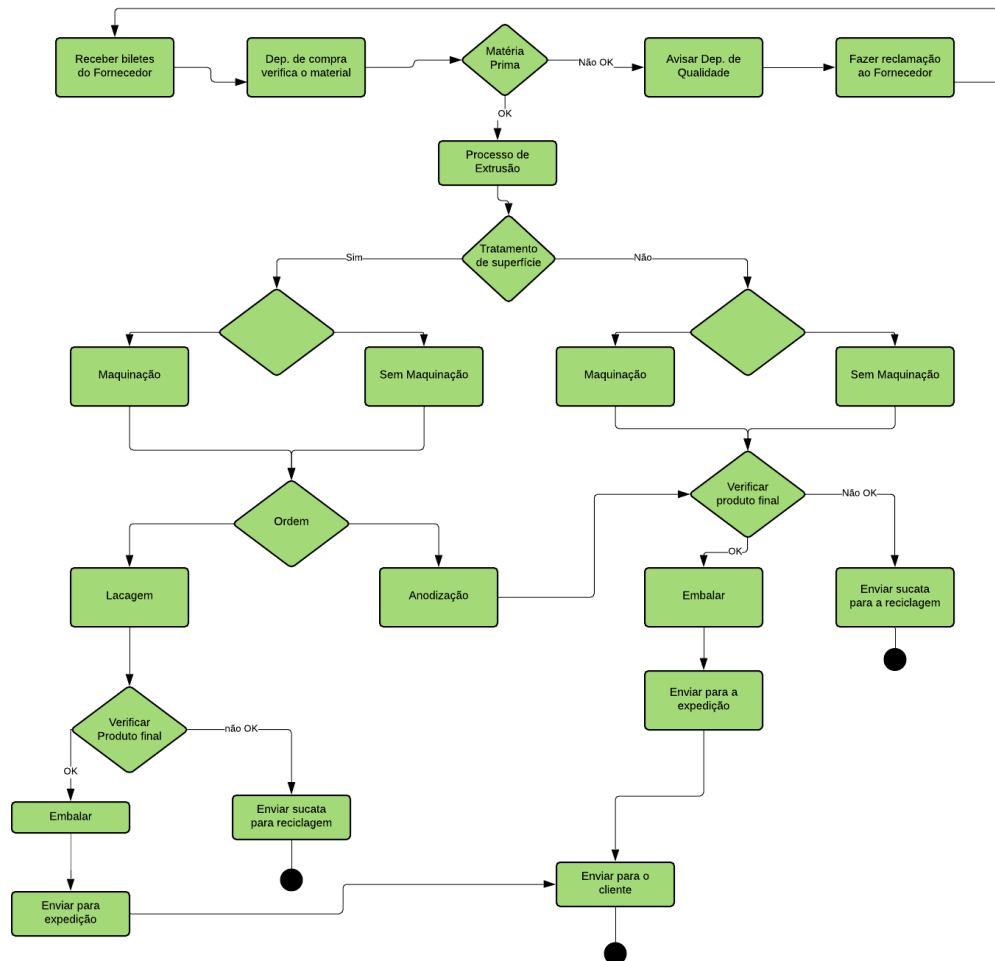 Receber biletes
do Fornecedor
Dep. de compra
verifica o material
Matéria
Prima
Não OK
Avisar Dep. de
Qualidade
Fazer reclamação
ao Fornecedor
OK
Processo de
Extrusão
Tratamento
de superfície
Sim
Não
Maquinação
Sem Maquinação
Maquinação
Sem Maquinação
Ordem
Verificar
produto final
Não OK
OK
Lacagem
Anodização
Embalar
Enviar sucata
para a reciclagem
Enviar para a
expedição
Verificar
Produto final
não OK
OK
Embalar
Enviar sucata
para reciclagem
Enviar para
expedição
Enviar para o
cliente